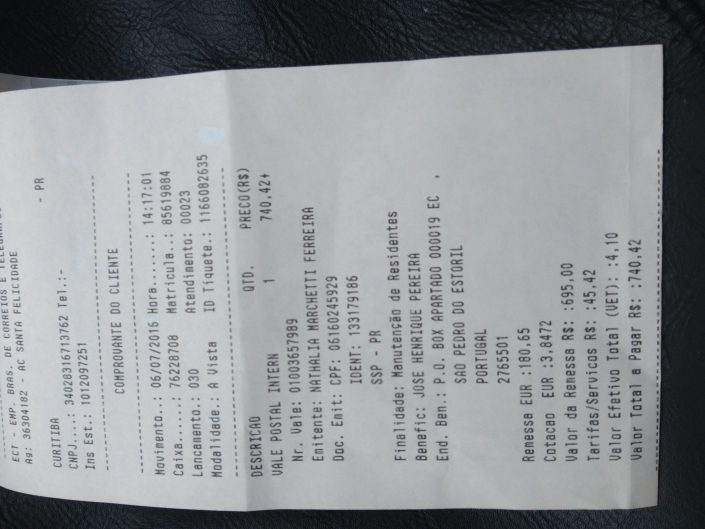 ECT - EMP. BRAS. DE CORREIOS E TELEGRAFOS
Ag: 36304182 - AC SANTA FELICIDADE
CURITIBA - PR
CNPJ....: 34028316713762 Tel.:-
Ins Est.: 1012097251
COMPROVANTE DO CLIENTE
Movimento..: 06/07/2016 Hora.......: 14:17:01
Caixa......: 76228708 Matricula..: 85619884
Lancamento.: 030 Atendimento: 00023
Modalidade.: A Vista ID Tiquete.: 1166082635
DESCRICAO QTD. PRECO(R$)
VALE POSTAL INTERN 1 740,42+
Nr. Vale: 01003657989
Emitente: NATHALIA MARCHETTI FERREIRA
Doc. Emit: CPF: 06160245929
IDENT: 133179186
SSP - PR
Finalidade: Manutenção de Residentes
Benefic: JOSE HENRIQUE PEREIRA
End. Ben.: P.O. BOX APARTADO 000019 EC ,
SAO PEDRO DO ESTORIL
PORTUGAL
2765501
Remessa EUR :180,65
Cotacao EUR :3,8472
Valor da Remessa R$: :695,00
Tarifas/Servicos R$: :45,42
Valor Efetivo Total (VET): :4,10
Valor Total a Pagar R$: :740,42